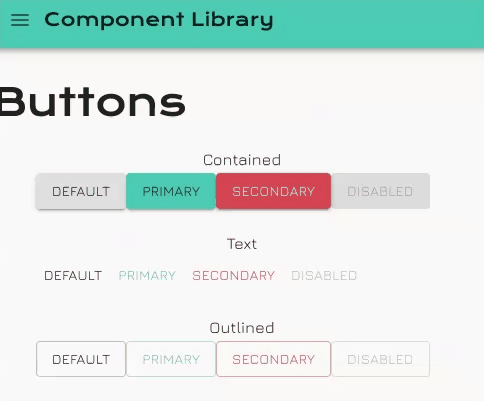 Component Library
Buttons
Contained
DEFAULT PRIMARY SECONDARY DISABLED
Text
DEFAULT PRIMARY SECONDARY DISABLED
Outlined
DEFAULT PRIMARY SECONDARY DISABLED